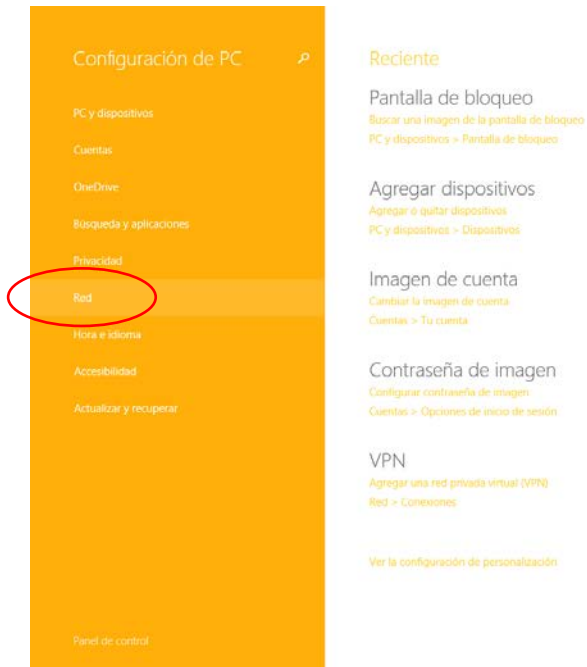 Configuración de PC
PC y dispositivos
Cuentas
OneDrive
Búsqueda y aplicaciones
Privacidad
Red
Hora e idioma
Accesibilidad
Actualizar y recuperar
Panel de control
Reciente
Pantalla de bloqueo
Buscar una imagen de la pantalla de bloqueo
PC y dispositivos > Pantalla de bloqueo
Agregar dispositivos
Agregar o quitar dispositivos
PC y dispositivos > Dispositivos
Imagen de cuenta
Cambiar la imagen de cuenta
Cuentas > Tu cuenta
Contraseña de imagen
Configurar contraseña de imagen
Cuentas > Opciones de inicio de sesión
VPN
Agregar una red privada virtual (VPN)
Red > Conexiones
Ver la configuración de personalización